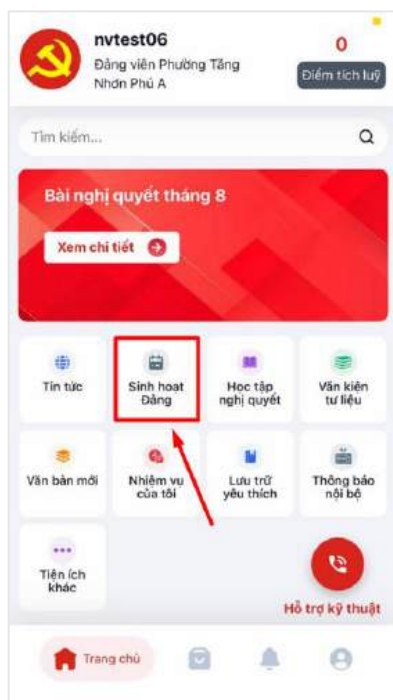 nvtest06
0
Đảng viên Phường Tăng
Nhơn Phú A
Điểm tích luỹ
Tìm kiếm...
Bài nghị quyết tháng 8
Xem chi tiết
Tin tức
Sinh hoạt
Đảng
Học tập
nghị quyết
Văn kiện
tư liệu
Văn bản mới
Nhiệm vụ
của tôi
Lưu trữ
yêu thích
Thông báo
nội bộ
Tiện ích
khác
Hỗ trợ kỹ thuật
Trang chủ